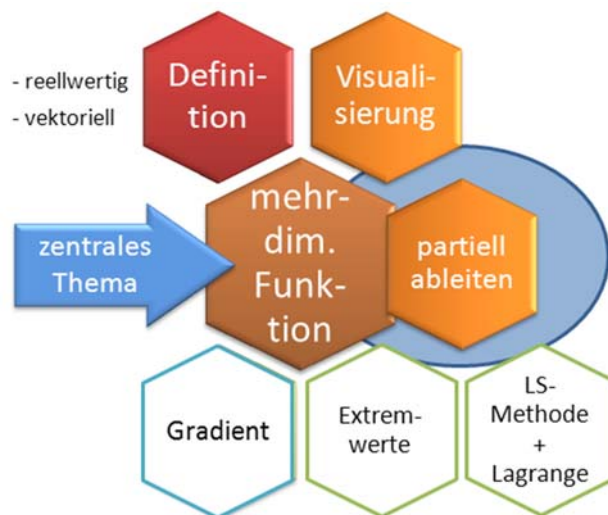 - reellwertig
- vektoriell
Defini-
tion
Visuali-
sierung
zentrales
Thema
mehr-
dim.
Funk-
tion
partiell
ableiten
Gradient
Extrem-
werte
LS-
Methode
+
Lagrange